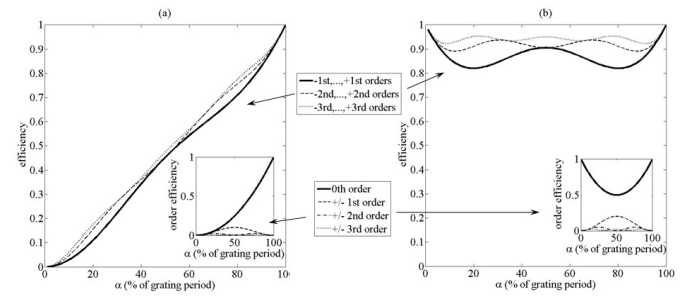 (a)
1
0.9
0.8
0.7
0.6
0.5
0.4
0.3
0.2
0.1
0
efficiency
0 20 40 60 80 100
α (% of grating period)
order efficiency
1
0.5
0
0 50 100
α (% of grating period)
-1st,...,+1st orders
-2nd,...,+2nd orders
-3rd,...,+3rd orders
0th order
+/- 1st order
+/- 2nd order
+/- 3rd order
(b)
1
0.9
0.8
0.7
0.6
0.5
0.4
0.3
0.2
0.1
0
efficiency
0 20 40 60 80 100
α (% of grating period)
order efficiency
1
0.5
0
0 50 100
α (% of grating period)